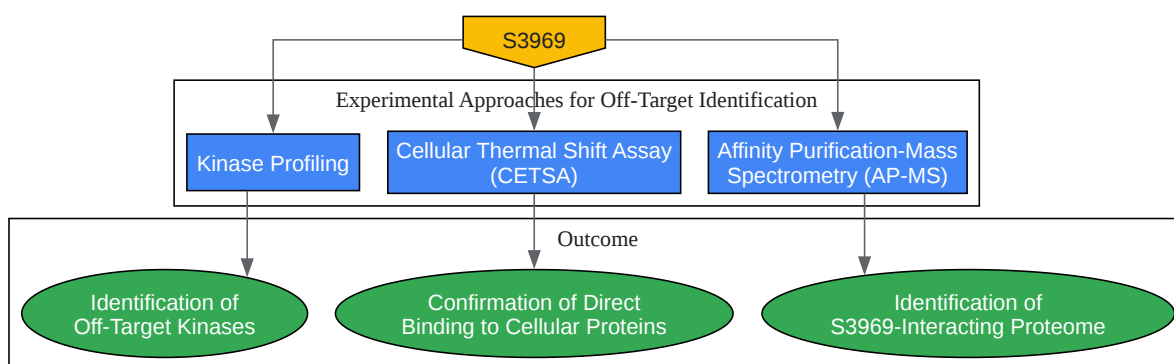 S3969
Experimental Approaches for Off-Target Identification
Kinase Profiling
Cellular Thermal Shift Assay
(CETSA)
Affinity Purification-Mass
Spectrometry (AP-MS)
Outcome
Identification of
Off-Target Kinases
Confirmation of Direct
Binding to Cellular Proteins
Identification of
S3969-Interacting Proteome